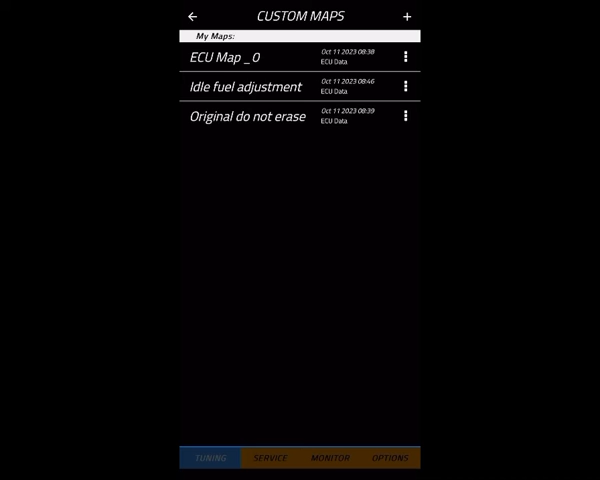 CUSTOM MAPS
My Maps:
ECU Map _0
Oct 11 2023 08:38
ECU Data
Idle fuel adjustment
Oct 11 2023 08:46
ECU Data
Original do not erase
Oct 11 2023 08:39
ECU Data
TUNING SERVICE MONITOR OPTIONS